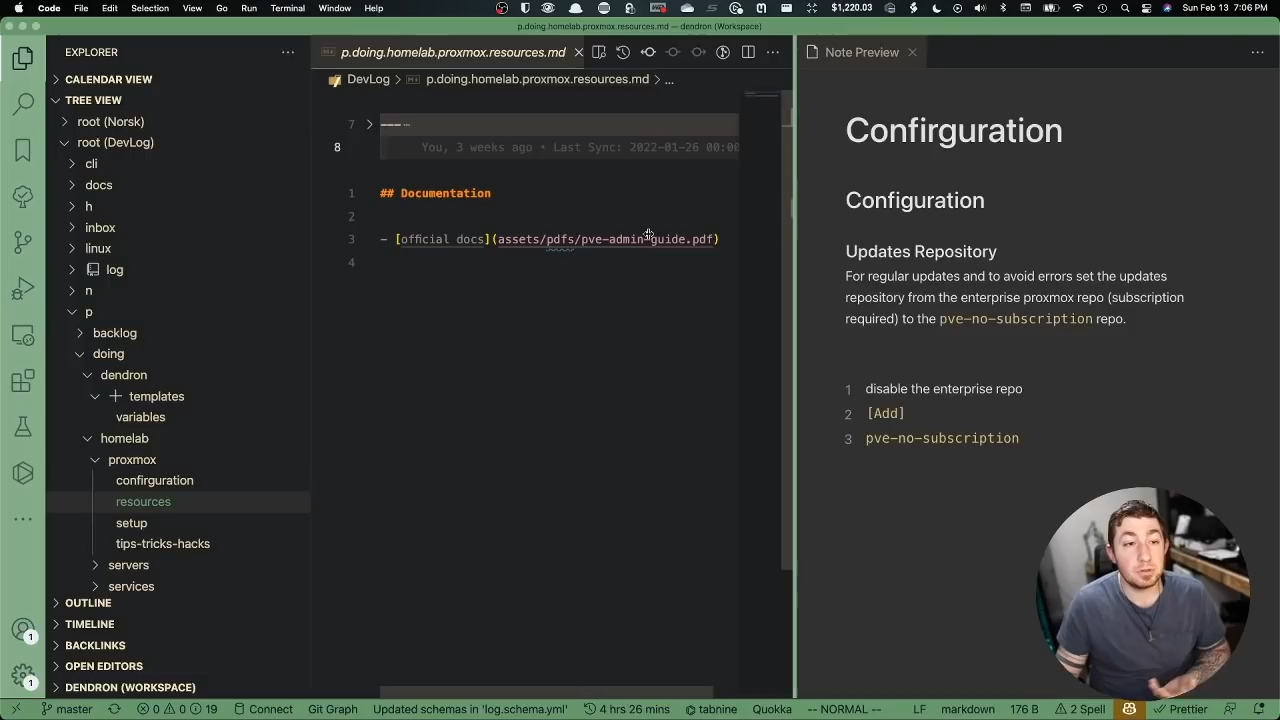 Code File Edit Selection View Go Run Terminal Window Help $1,220.03 Sun Feb 13 7:06 PM
p.doing.homelab.proxmox.resources.md — dendron (Workspace)
EXPLORER
CALENDAR VIEW
TREE VIEW
root (Norsk)
root (DevLog)
cli
docs
h
inbox
linux
log
n
p
backlog
doing
dendron
templates
variables
homelab
proxmox
confirguration
resources
setup
tips-tricks-hacks
servers
services
OUTLINE
TIMELINE
BACKLINKS
OPEN EDITORS
DENDRON (WORKSPACE)
1
1
p.doing.homelab.proxmox.resources.md
DevLog > p.doing.homelab.proxmox.resources.md > ...
7 ---
8 You, 3 weeks ago • Last Sync: 2022-01-26 00:00
1 ## Documentation
2
3 - [official docs](assets/pdfs/pve-admin-guide.pdf)
4
Note Preview
Confirguration
Configuration
Updates Repository
For regular updates and to avoid errors set the updates
repository from the enterprise proxmox repo (subscription
required) to the pve-no-subscription repo.
1 disable the enterprise repo
2 [Add]
3 pve-no-subscription
master 0 0 19 Connect Git Graph Updated schemas in 'log.schema.yml' 4 hrs 26 mins tabnine Quokka -- NORMAL -- LF markdown 176 B 2 Spell Prettier